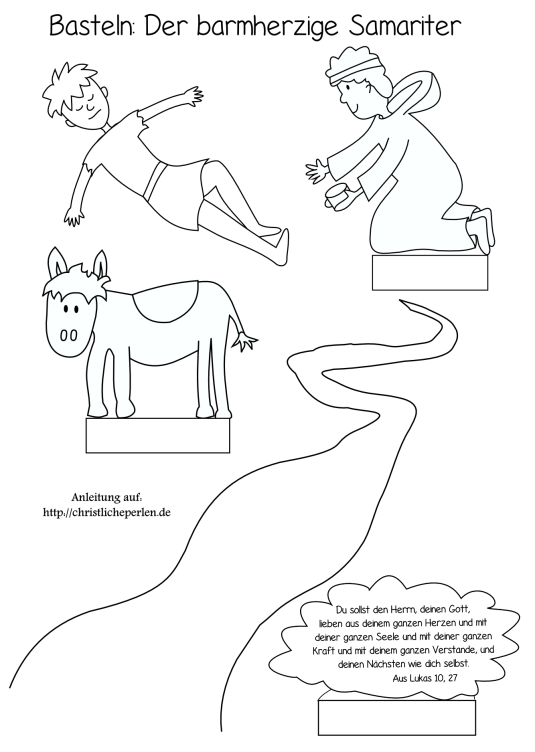 Basteln: Der barmherzige Samariter
Anleitung auf:
http://christlicheperlen.de
Du sollst den Herrn, deinen Gott,
lieben aus deinem ganzen Herzen und mit
deiner ganzen Seele und mit deiner ganzen
Kraft und mit deinem ganzen Verstande, und
deinen Nächsten wie dich selbst.
Aus Lukas 10, 27